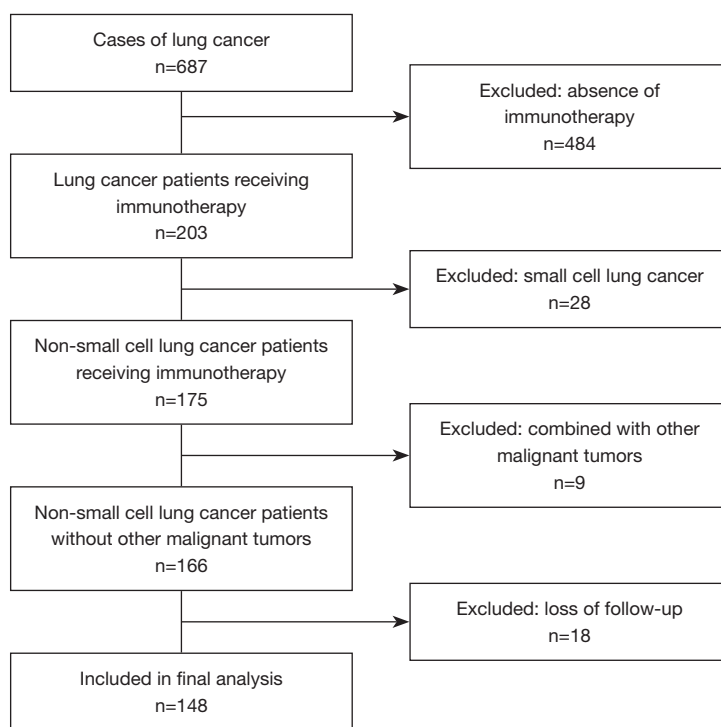 Cases of lung cancer
n=687
Excluded: absence of
immunotherapy
n=484
Lung cancer patients receiving
immunotherapy
n=203
Excluded: small cell lung cancer
n=28
Non-small cell lung cancer patients
receiving immunotherapy
n=175
Excluded: combined with other
malignant tumors
n=9
Non-small cell lung cancer patients
without other malignant tumors
n=166
Excluded: loss of follow-up
n=18
Included in final analysis
n=148